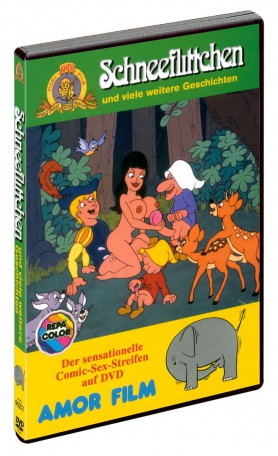 Schneeflittchen
und viele weitere Geschichten
Schneeflittchen
und viele weitere
Geschichten
REPA
COLOR
Der sensationelle
Comic-Sex-Streifen
auf DVD
AMOR FILM
DVD